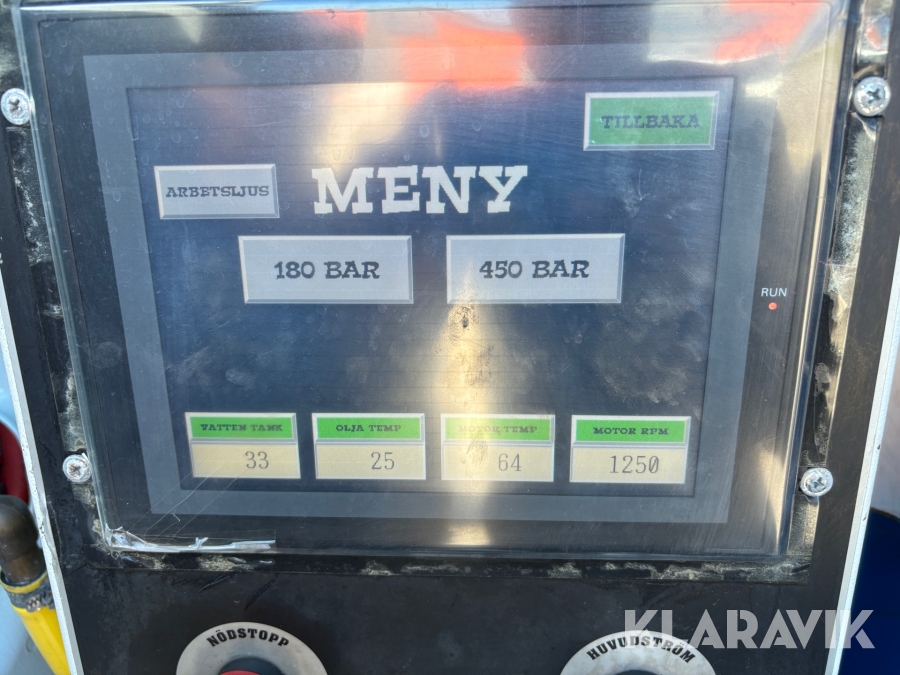 TILLBAKA
ARBETSLJUS
MENY
180 BAR
450 BAR
RUN
VATTEN TANK
OLJA TEMP
MOTOR TEMP
MOTOR RPM
33
25
64
1250
NÖDSTOPP
HUVUDSTRÖM
KLARAVIK